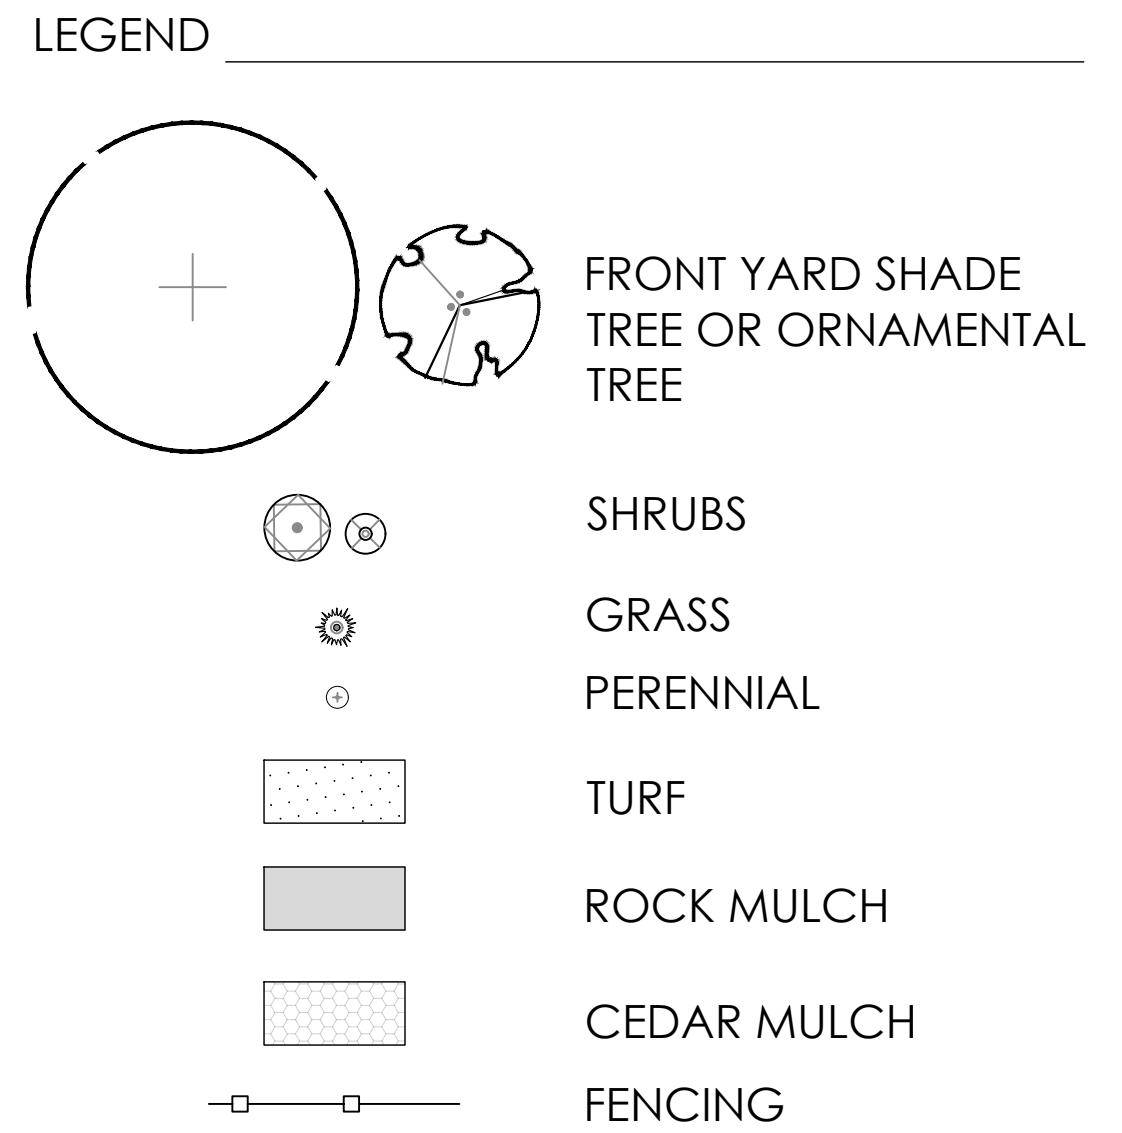 LEGEND
FRONT YARD SHADE
TREE OR ORNAMENTAL
TREE
SHRUBS
GRASS
PERENNIAL
TURF
ROCK MULCH
CEDAR MULCH
FENCING